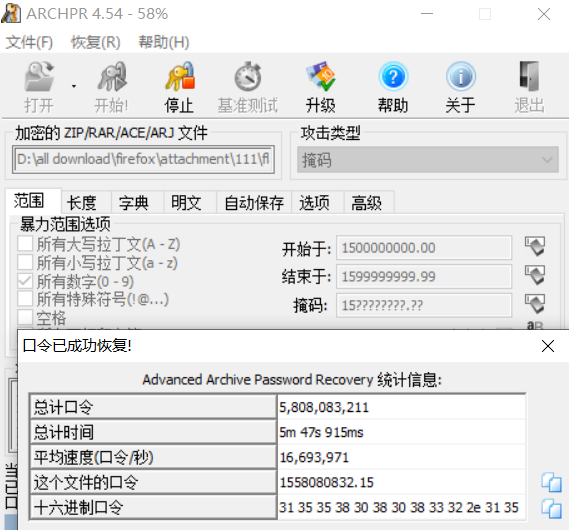 ARCHPR 4.54 - 58%
文件(F) 恢复(R) 帮助(H)
打开 开始! 停止 基准测试 升级 帮助 关于 退出
加密的 ZIP/RAR/ACE/ARJ 文件 攻击类型
D:\all download\firefox\attachment\111\fl 掩码
范围 长度 字典 明文 自动保存 选项 高级
暴力范围选项
所有大写拉丁文(A - Z) 开始于: 1500000000.00
所有小写拉丁文(a - z)
所有数字(0 - 9) 结束于: 1599999999.99
所有特殊符号(!@...) 掩码: 15????????.??
空格
口令已成功恢复!
Advanced Archive Password Recovery 统计信息:
总计口令 5,808,083,211
总计时间 5m 47s 915ms
平均速度(口令/秒) 16,693,971
这个文件的口令 1558080832.15
十六进制口令 31 35 35 38 30 38 30 38 33 32 2e 31 35